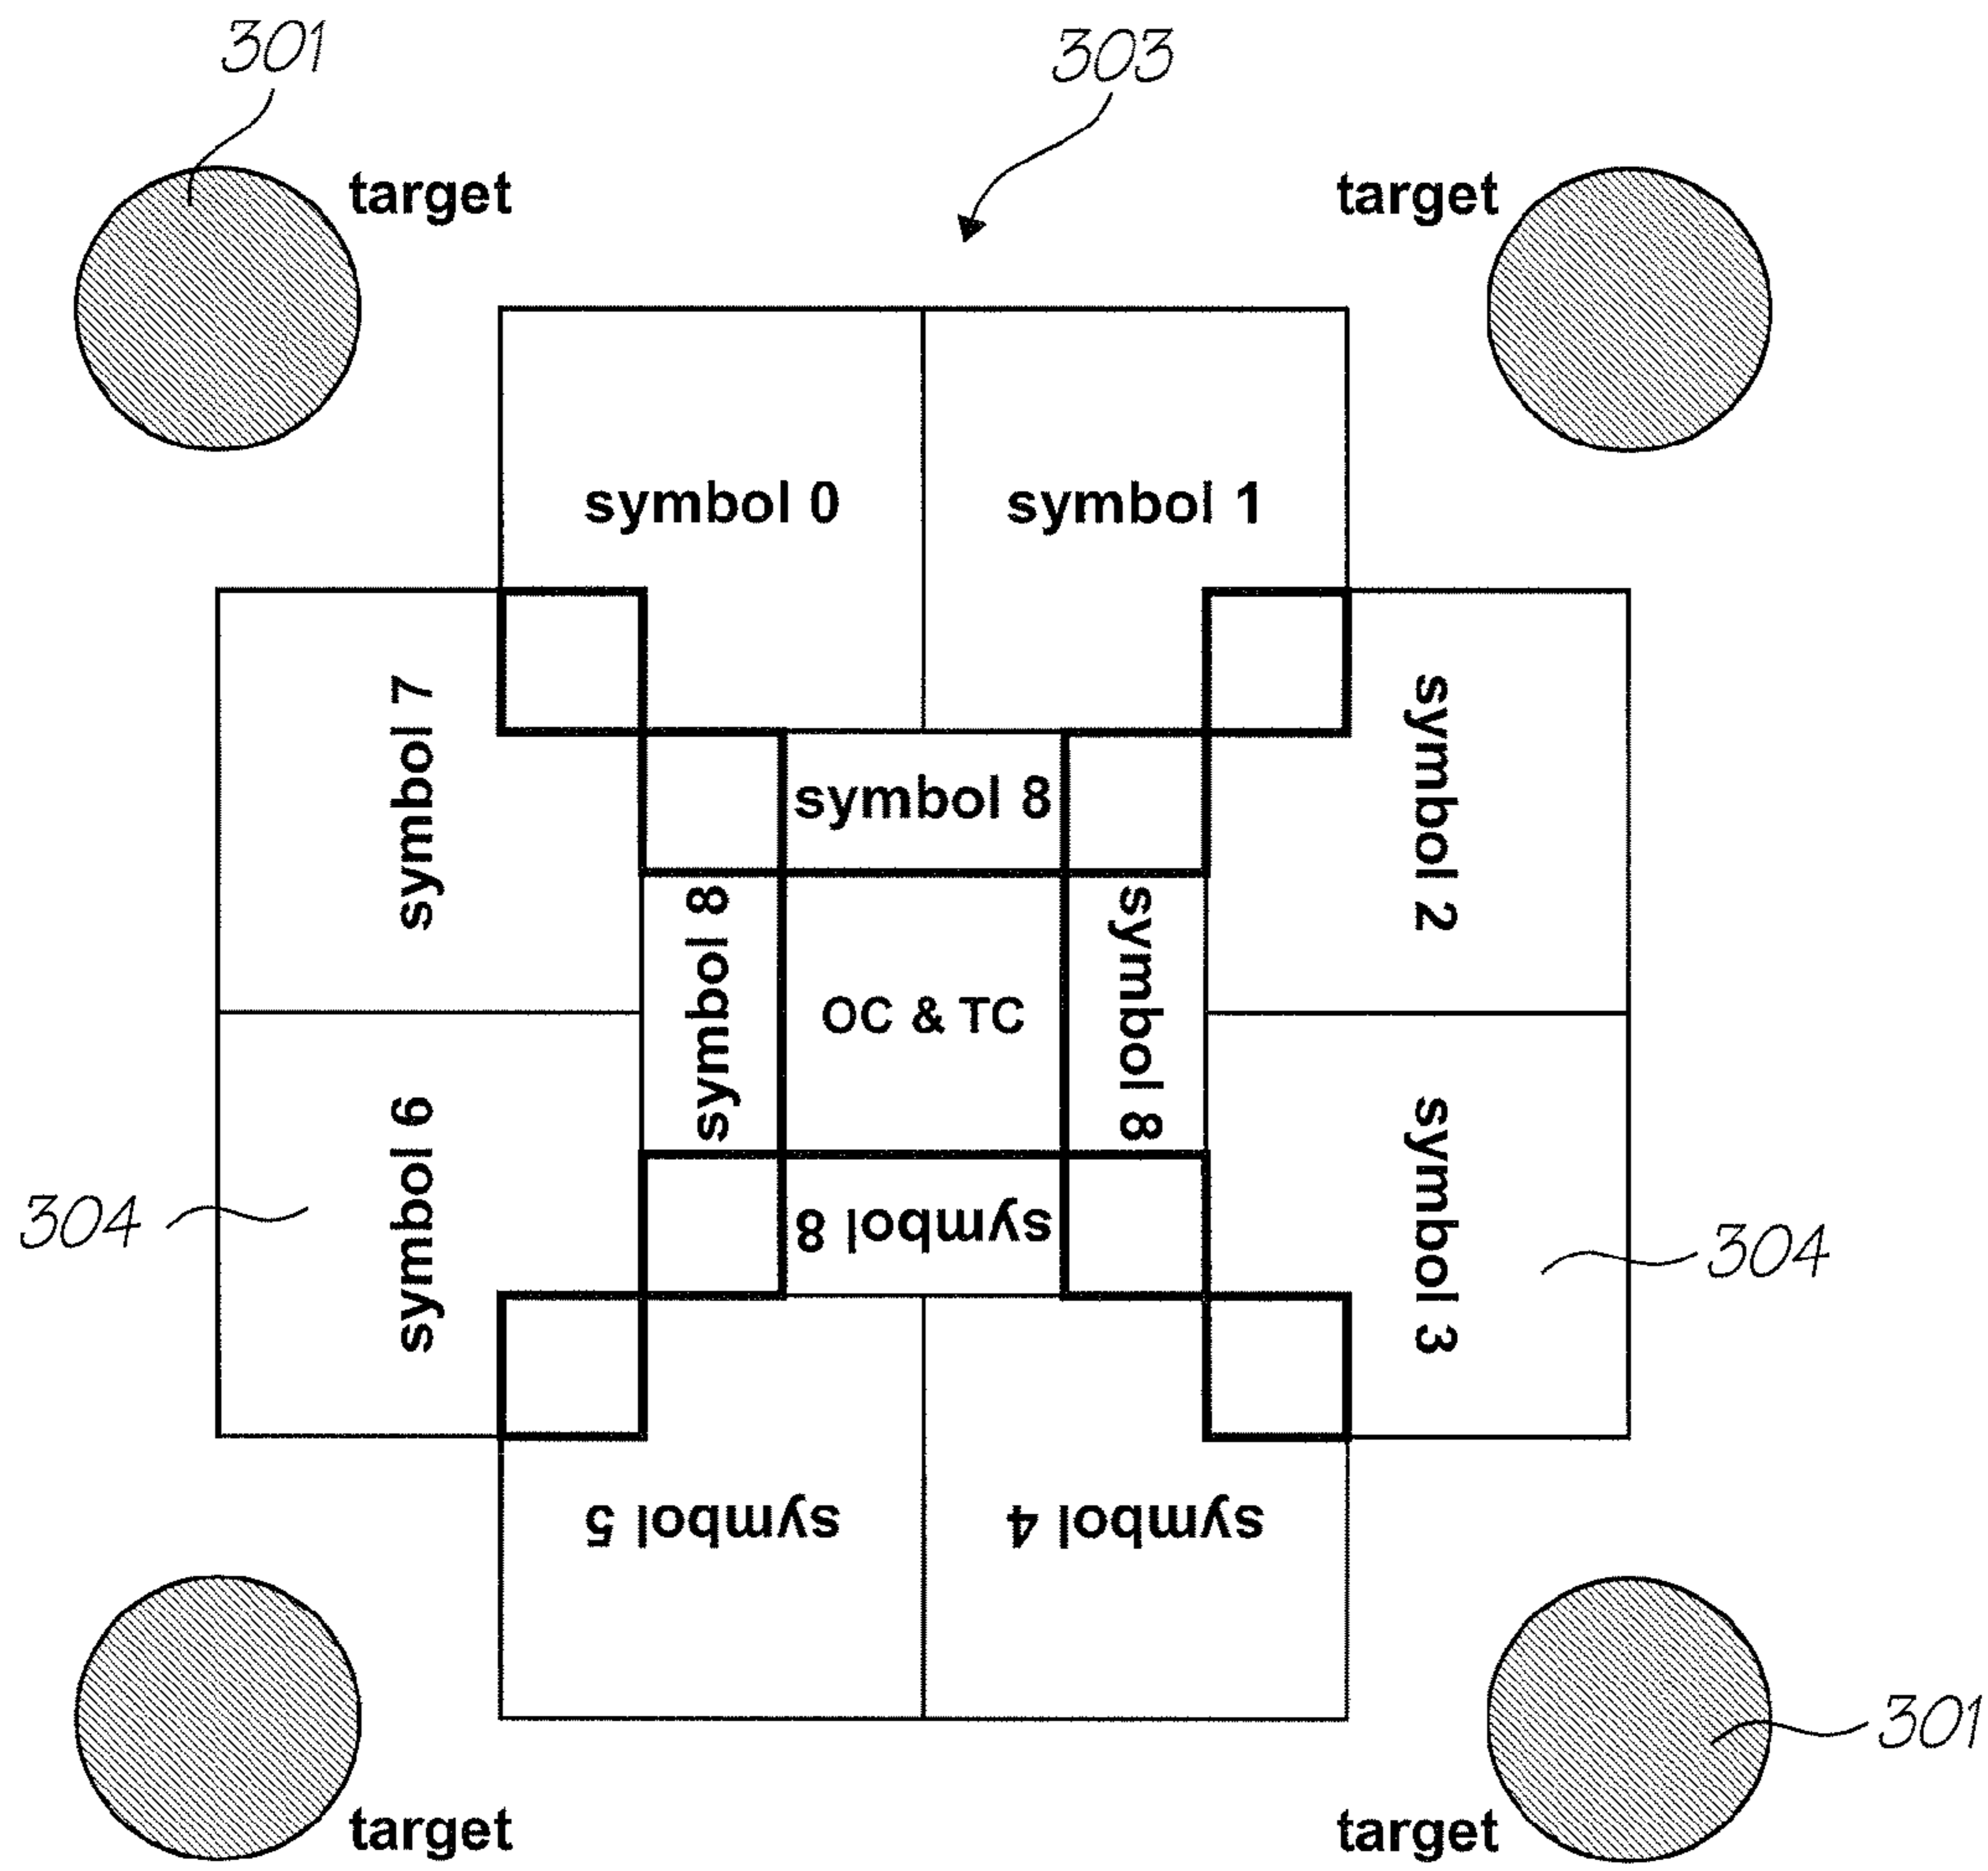 301
303
target
target
symbol 0
symbol 1
symbol 7
symbol 2
symbol 8
symbol 8
symbol 8
OC & TC
symbol 6
symbol 3
304
symbol 8
304
symbol 5
symbol 4
301
target
target